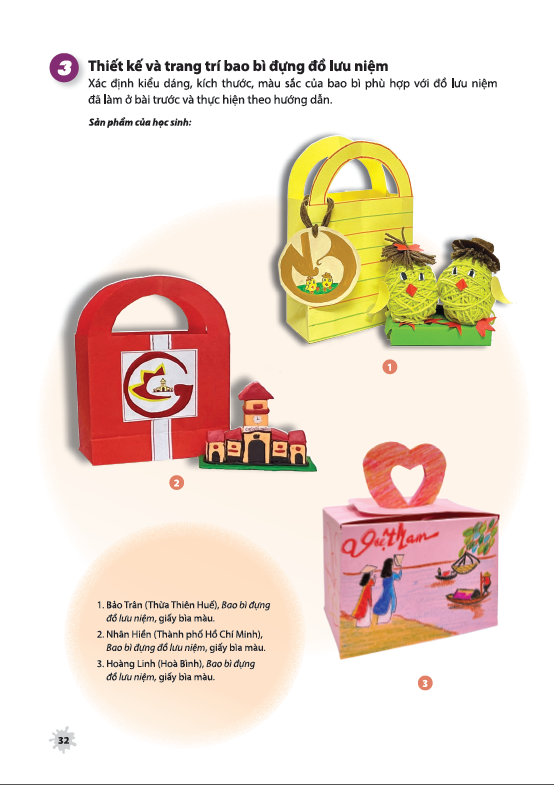 3 Thiết kế và trang trí bao bì đựng đồ lưu niệm
Xác định kiểu dáng, kích thước, màu sắc của bao bì phù hợp với đồ lưu niệm
đã làm ở bài trước và thực hiện theo hướng dẫn.
Sản phẩm của học sinh:
1
2
Việt Nam
3
1. Bảo Trân (Thừa Thiên Huế), Bao bì đựng
đồ lưu niệm, giấy bìa màu.
2. Nhân Hiền (Thành phố Hồ Chí Minh),
Bao bì đựng đồ lưu niệm, giấy bìa màu.
3. Hoàng Linh (Hoà Bình), Bao bì đựng
đồ lưu niệm, giấy bìa màu.
32